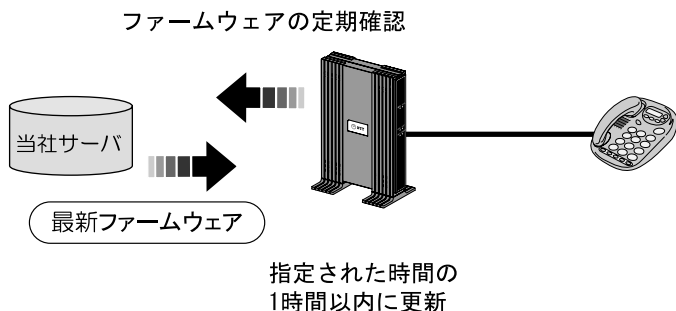 ファームウェアの定期確認
当社サーバ
最新ファームウェア
指定された時間の
1時間以内に更新